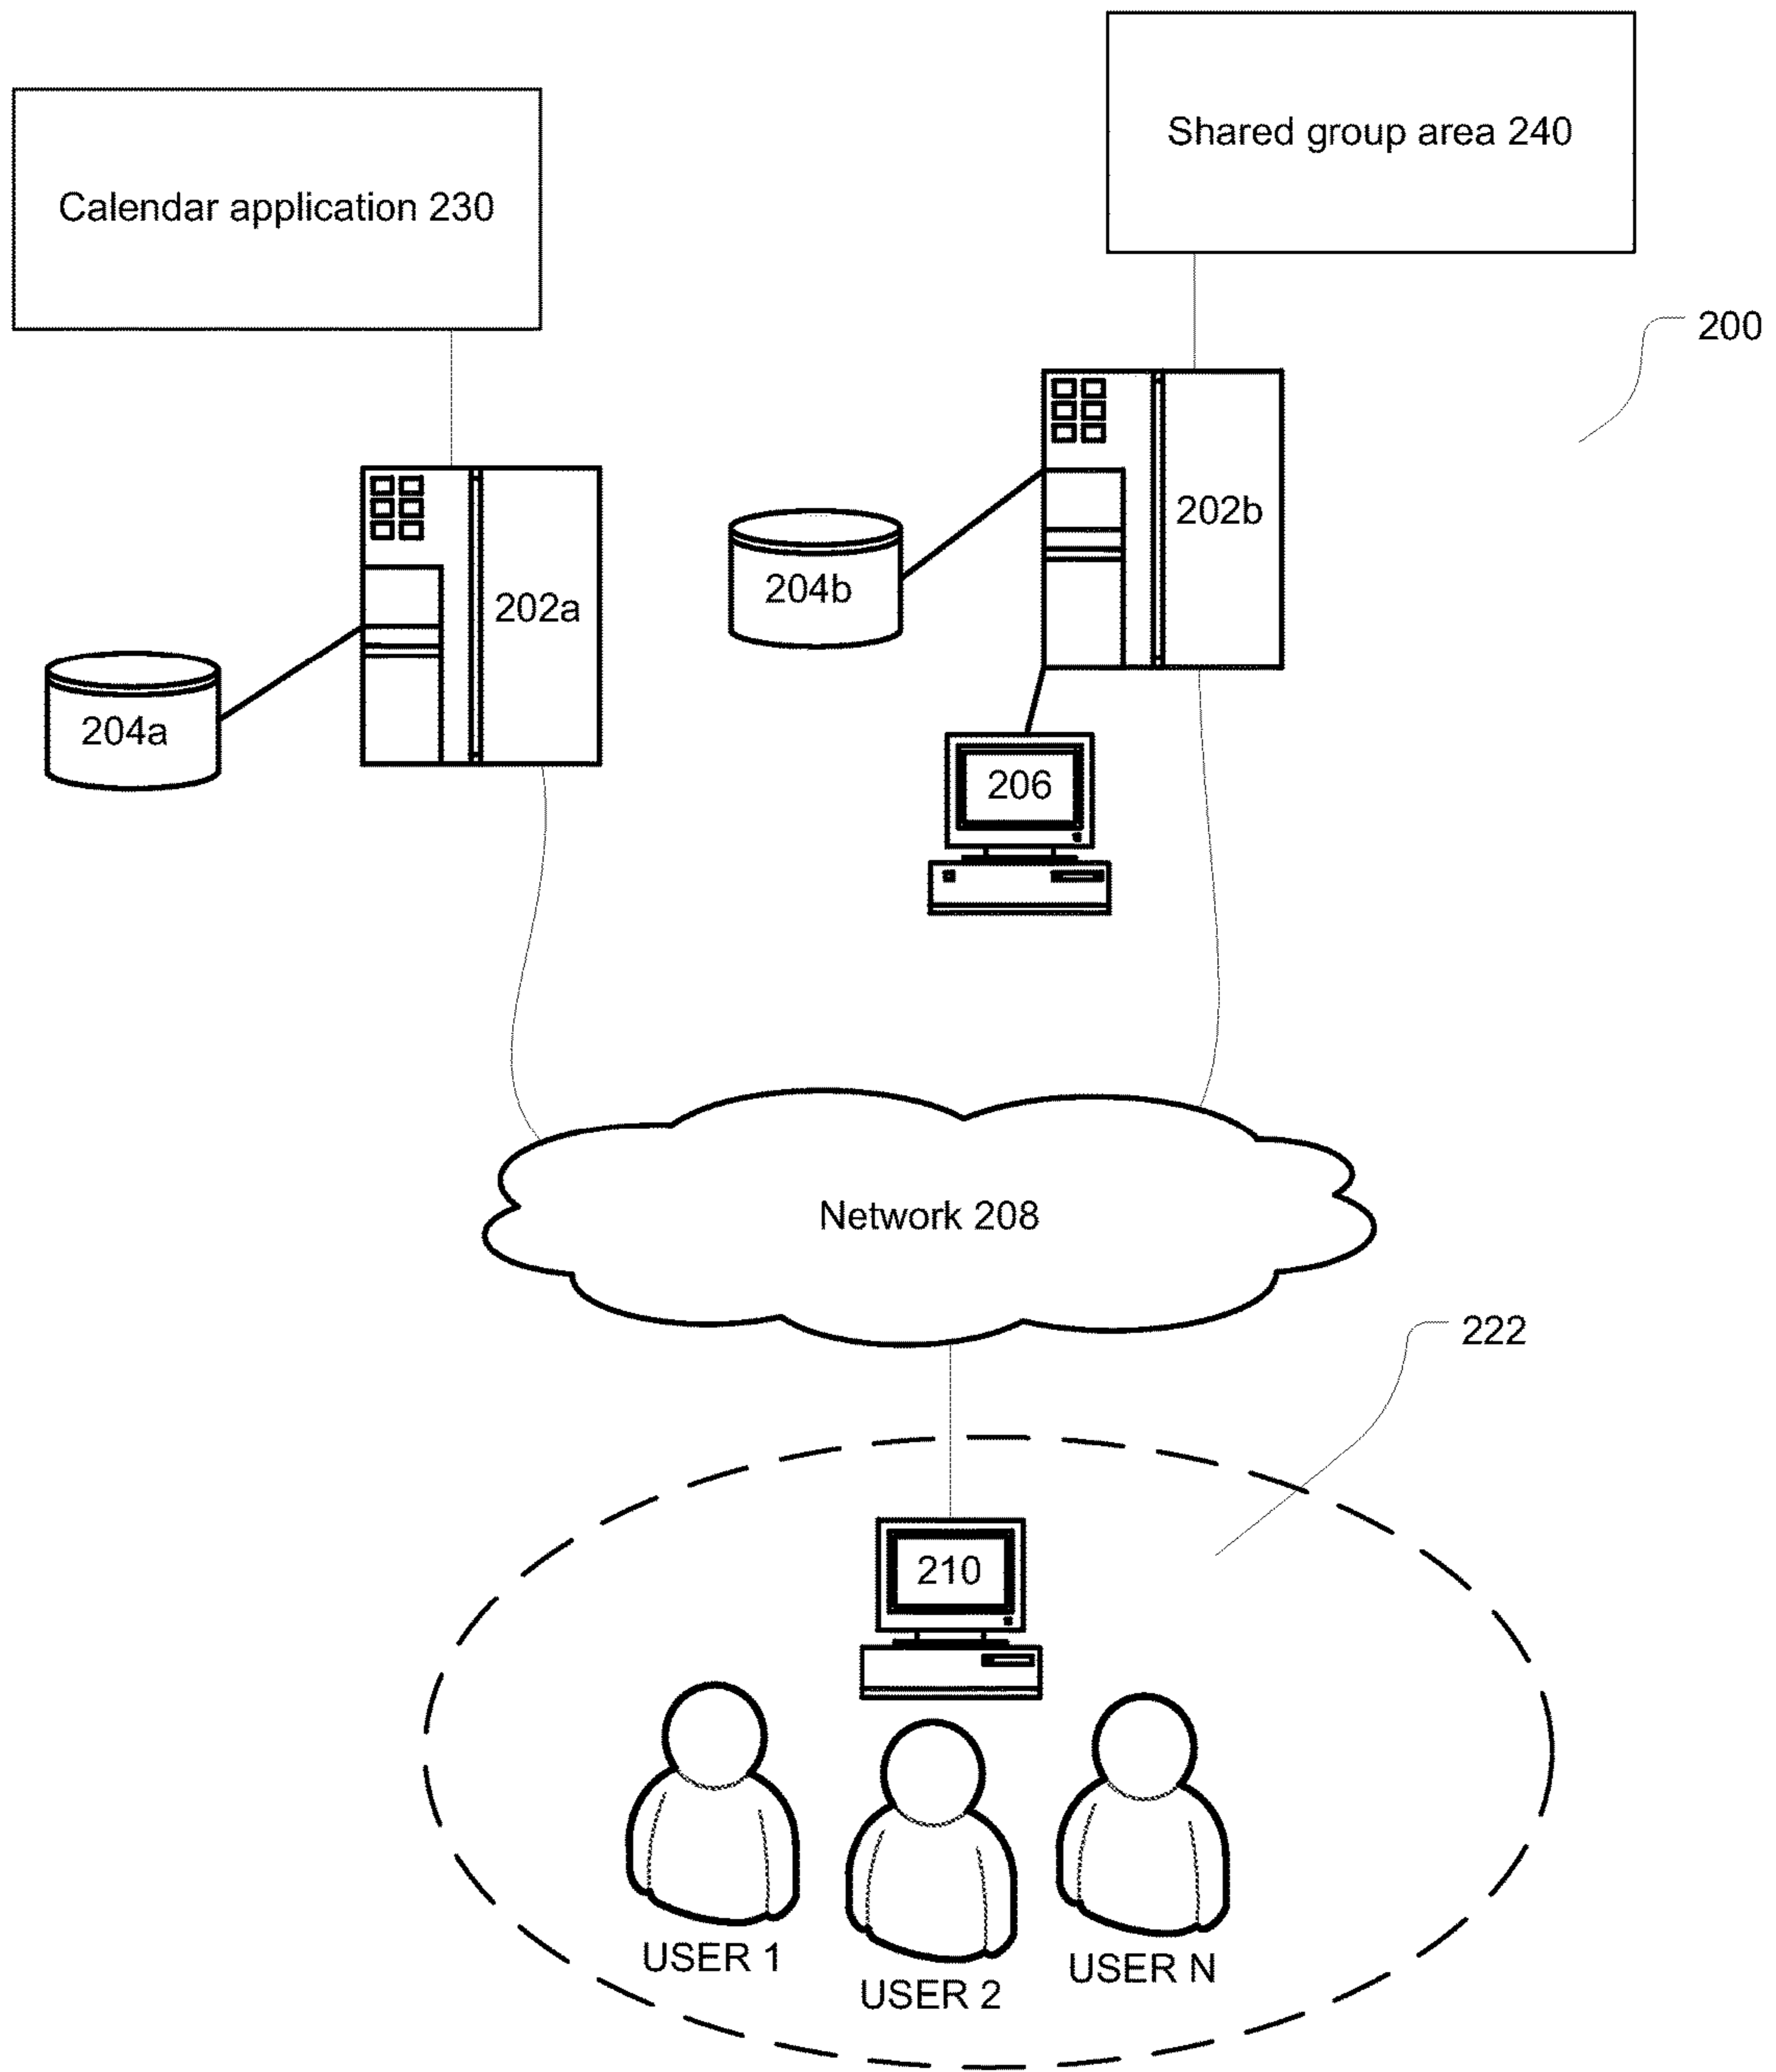 Shared group area 240
Calendar application 230
200
202b
204b
202a
204a
206
Network 208
222
210
USER 1
USER 2
USER N